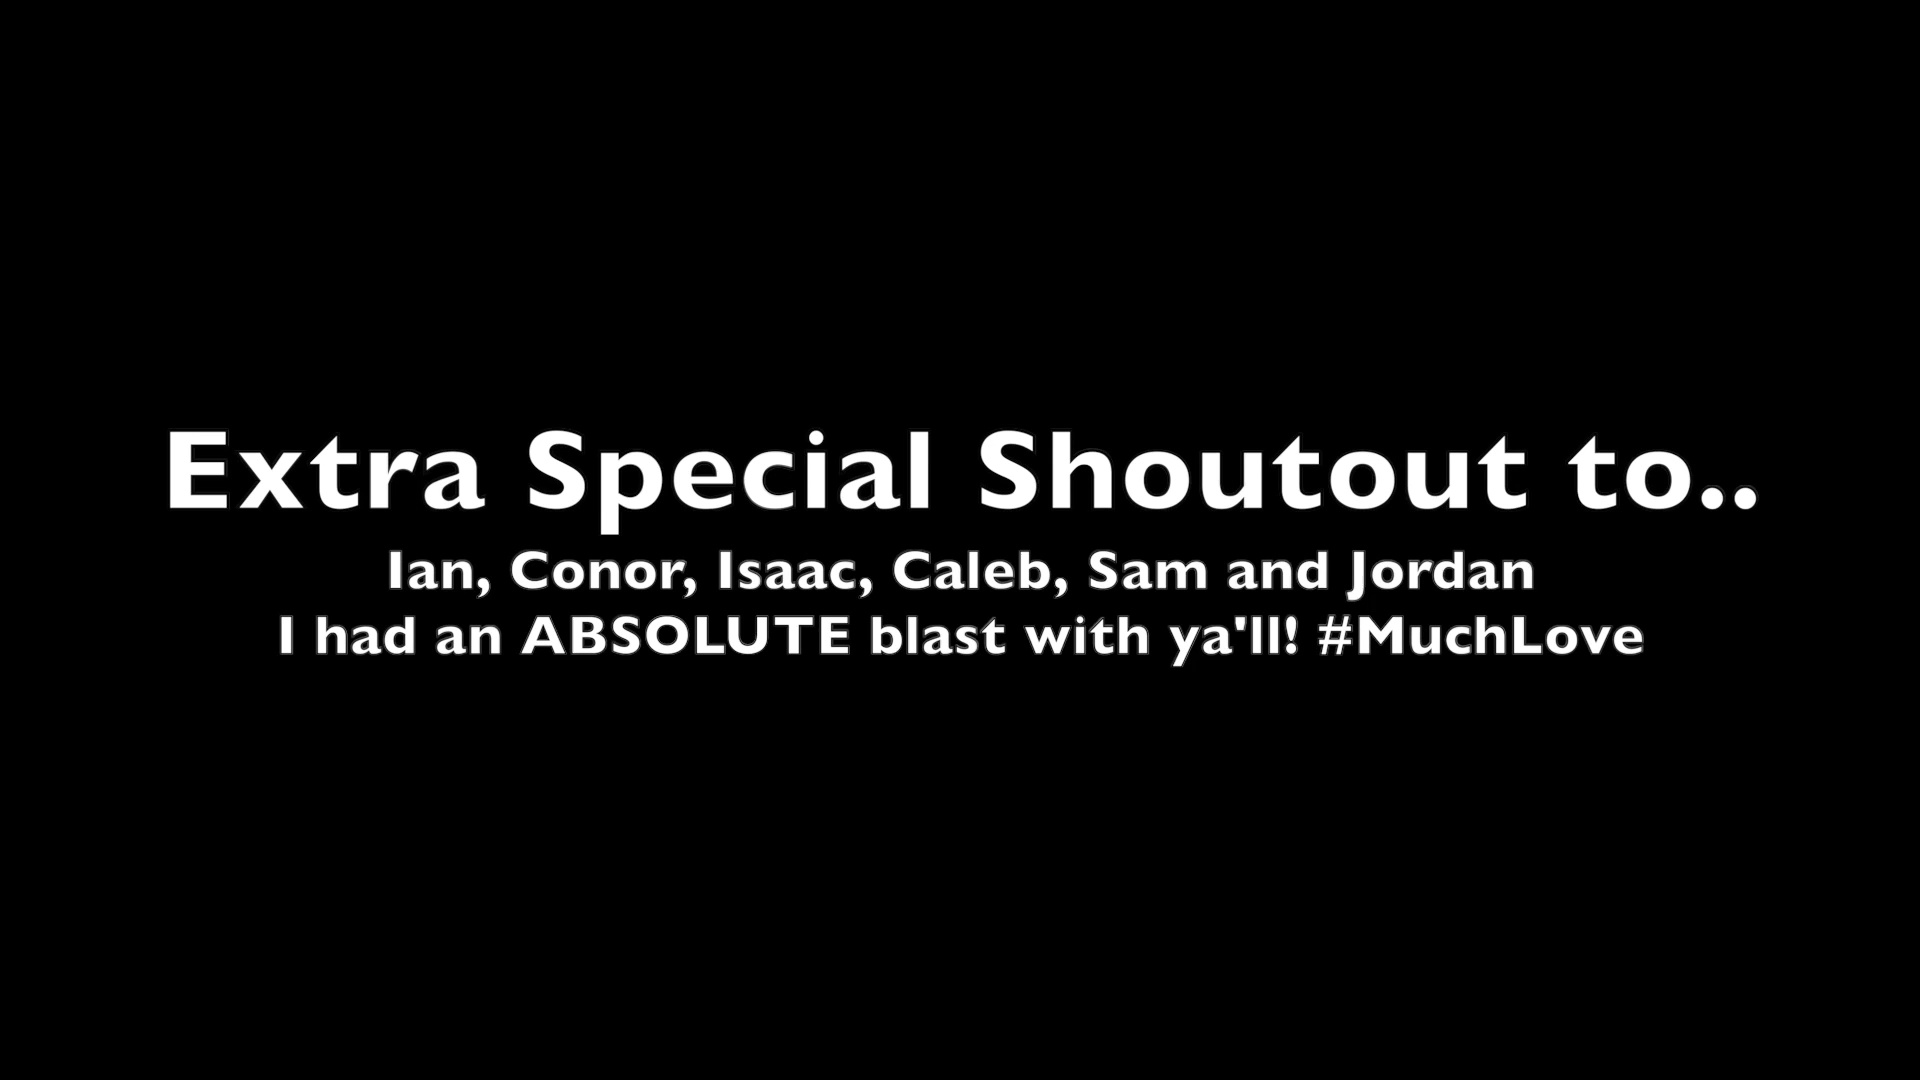 Extra Special Shoutout to..
Ian, Conor, Isaac, Caleb, Sam and Jordan
I had an ABSOLUTE blast with ya'll! #MuchLove